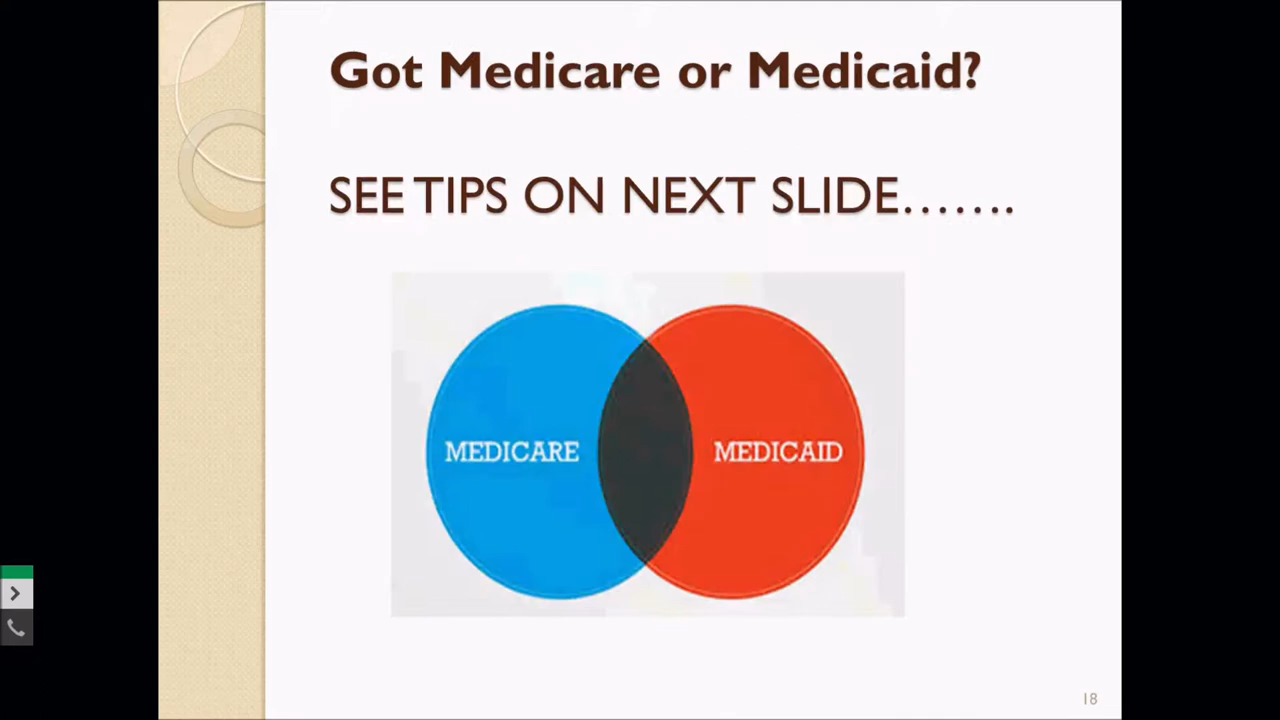 Got Medicare or Medicaid?
SEE TIPS ON NEXT SLIDE…….
MEDICARE
MEDICAID
18